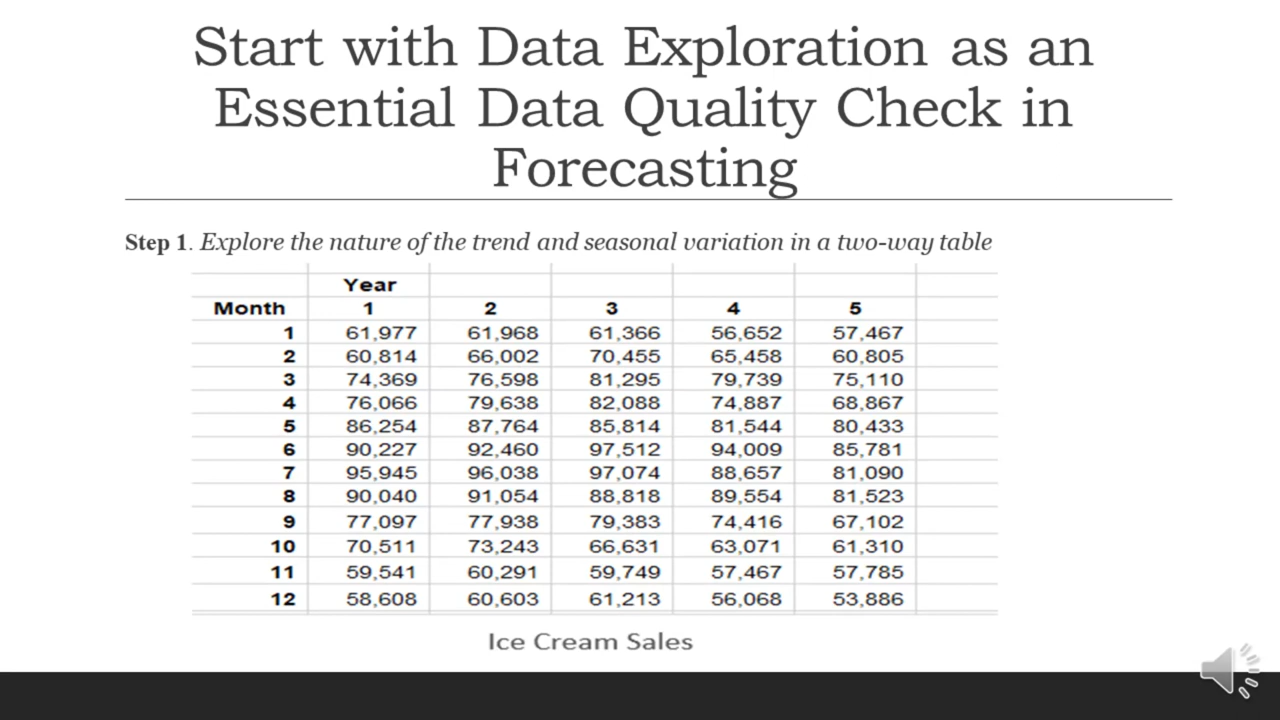 Start with Data Exploration as an
Essential Data Quality Check in
Forecasting
Step 1. Explore the nature of the trend and seasonal variation in a two-way table
Year
Month 1 2 3 4 5
1 61,977 61,968 61,366 56,652 57,467
2 60,814 66,002 70,455 65,458 60,805
3 74,369 76,598 81,295 79,739 75,110
4 76,066 79,638 82,088 74,887 68,867
5 86,254 87,764 85,814 81,544 80,433
6 90,227 92,460 97,512 94,009 85,781
7 95,945 96,038 97,074 88,657 81,090
8 90,040 91,054 88,818 89,554 81,523
9 77,097 77,938 79,383 74,416 67,102
10 70,511 73,243 66,631 63,071 61,310
11 59,541 60,291 59,749 57,467 57,785
12 58,608 60,603 61,213 56,068 53,886
Ice Cream Sales